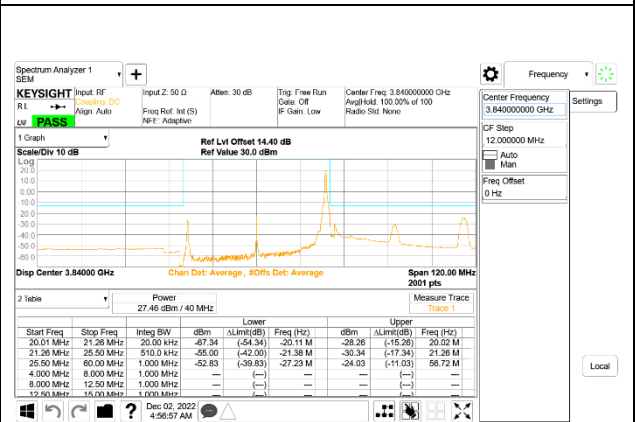 Spectrum Analyzer 1
SEM
Frequency
KEYSIGHT
Input: RF
Input Z: 50 Ω
Atten: 30 dB
Trig: Free Run
Center Freq: 3.840000000 GHz
RL
Coupling: DC
Gate: Off
Avg|Hold: 100.00% of 100
Align: Auto
Freq Ref: Int (S)
IF Gain: Low
Radio Std: None
NFE: Adaptive
PASS
Center Frequency
3.840000000 GHz
Settings
CF Step
12.000000 MHz
Auto
Man
Freq Offset
0 Hz
1 Graph
Ref Lvl Offset 14.40 dB
Scale/Div 10 dB
Ref Value 30.0 dBm
Log
20.0
10.0
0.00
-10.0
-20.0
-30.0
-40.0
-50.0
-60.0
Disp Center 3.84000 GHz
Chan Det: Average , #Offs Det: Average
Span 120.00 MHz
2001 pts
2 Table
Power
27.46 dBm / 40 MHz
Measure Trace
Trace 1
Lower Upper
Start Freq Stop Freq Integ BW dBm ΔLimit(dB) Freq (Hz) dBm ΔLimit(dB) Freq (Hz)
20.01 MHz 21.26 MHz 20.00 kHz -67.34 (-54.34) -20.11 M -28.26 (-15.26) 20.02 M
21.26 MHz 25.50 MHz 510.0 kHz -55.00 (-42.00) -21.38 M -30.34 (-17.34) 21.26 M
25.50 MHz 60.00 MHz 1.000 MHz -52.83 (-39.83) -27.23 M -24.03 (-11.03) 56.72 M
4.000 MHz 8.000 MHz 1.000 MHz --- (---) --- --- (---) ---
8.000 MHz 12.50 MHz 1.000 MHz --- (---) --- --- (---) ---
12.50 MHz 15.00 MHz 1.000 MHz --- (---) --- --- (---) ---
Local
Dec 02, 2022
4:56:57 AM